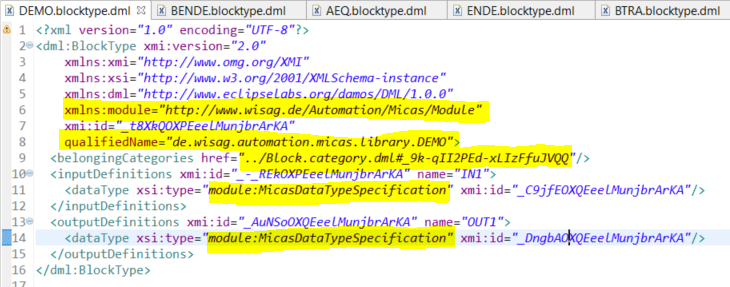 DEMO.blocktype.dml BENDE.blocktype.dml AEQ.blocktype.dml ENDE.blocktype.dml BTRA.blocktype.dml
1 <?xml version="1.0" encoding="UTF-8"?>
2 <dml:BlockType xmi:version="2.0"
3 xmlns:xmi="http://www.omg.org/XMI"
4 xmlns:xsi="http://www.w3.org/2001/XMLSchema-instance"
5 xmlns:dml="http://www.eclipselabs.org/damos/DML/1.0.0"
6 xmlns:module="http://www.wisag.de/Automation/Micas/Module"
7 xmi:id="_t8XkQOXPEeelMunjbrArKA"
8 qualifiedName="de.wisag.automation.micas.library.DEMO">
9 <belongingCategories href="../Block.category.dml#_9k-qII2PEd-xLIzFfuJVQQ"/>
10 <inputDefinitions xmi:id="_-_REkOXPEeelMunjbrArKA" name="IN1">
11 <dataType xsi:type="module:MicasDataTypeSpecification" xmi:id="_C9jfEOXQEeelMunjbrArKA"/>
12 </inputDefinitions>
13 <outputDefinitions xmi:id="_AuNSoOXQEeelMunjbrArKA" name="OUT1">
14 <dataType xsi:type="module:MicasDataTypeSpecification" xmi:id="_DngbAOXQEeelMunjbrArKA"/>
15 </outputDefinitions>
16 </dml:BlockType>